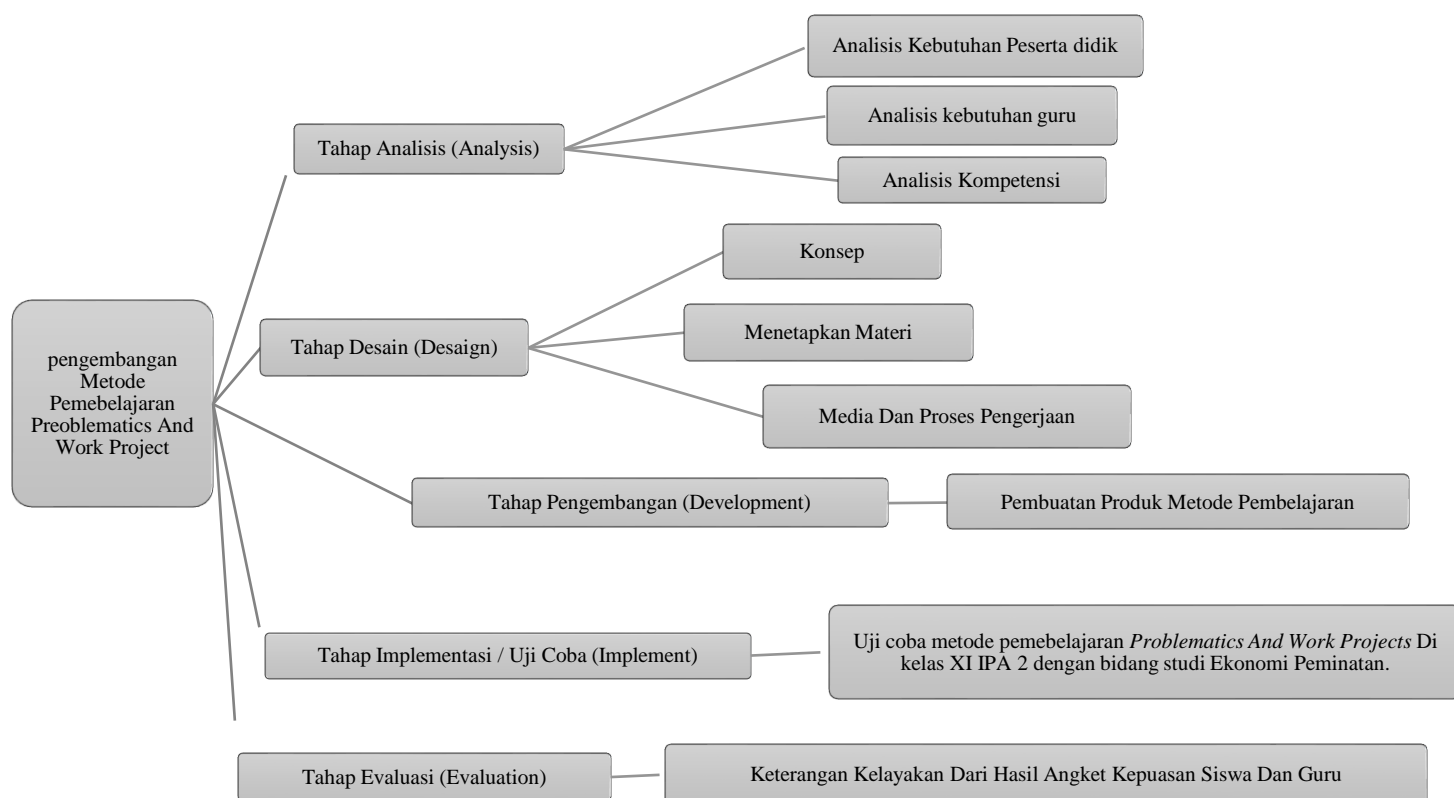 pengembangan
Metode
Pemebelajaran
Preoblematics And
Work Project
Tahap Analisis (Analysis)
Analisis Kebutuhan Peserta didik
Analisis kebutuhan guru
Analisis Kompetensi
Tahap Desain (Desaign)
Konsep
Menetapkan Materi
Media Dan Proses Pengerjaan
Tahap Pengembangan (Development)
Pembuatan Produk Metode Pembelajaran
Tahap Implementasi / Uji Coba (Implement)
Uji coba metode pemebelajaran Problematics And Work Projects Di
kelas XI IPA 2 dengan bidang studi Ekonomi Peminatan.
Tahap Evaluasi (Evaluation)
Keterangan Kelayakan Dari Hasil Angket Kepuasan Siswa Dan Guru